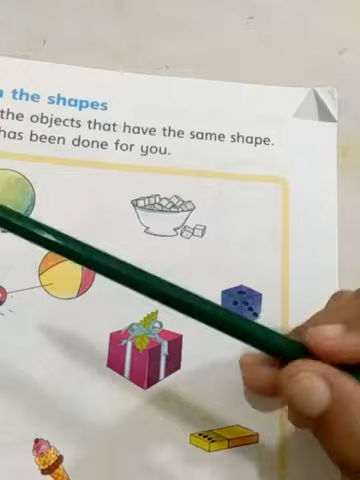 the shapes
the objects that have the same shape.
has been done for you.